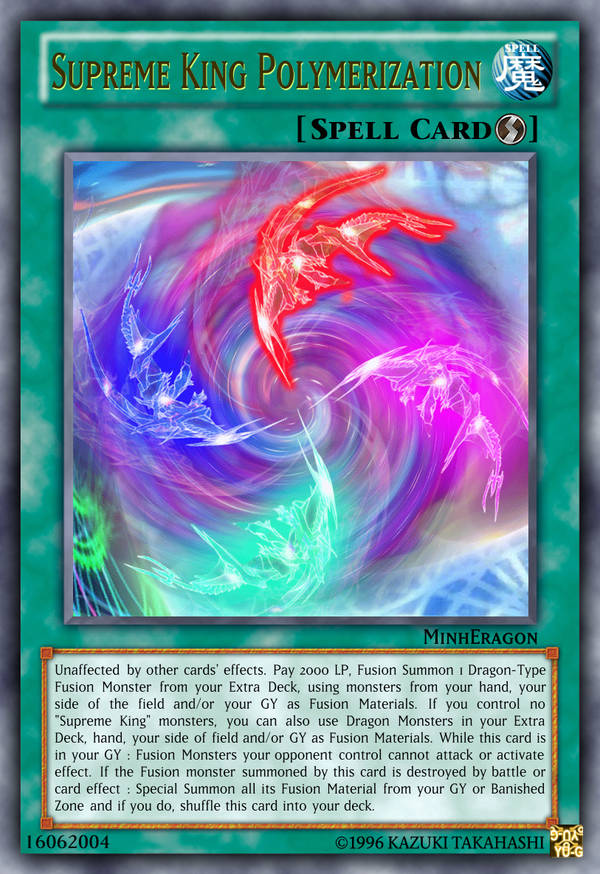 Supreme King Polymerization
SPELL
魔
[Spell Card]
MinhEragon
Unaffected by other cards' effects. Pay 2000 LP, Fusion Summon 1 Dragon-Type
Fusion Monster from your Extra Deck, using monsters from your hand, your
side of the field and/or your GY as Fusion Materials. If you control no
"Supreme King" monsters, you can also use Dragon Monsters in your Extra
Deck, hand, your side of field and/or GY as Fusion Materials. While this card is
in your GY : Fusion Monsters your opponent control cannot attack or activate
effect. If the Fusion monster summoned by this card is destroyed by battle or
card effect : Special Summon all its Fusion Material from your GY or Banished
Zone and if you do, shuffle this card into your deck.
16062004
©1996 KAZUKI TAKAHASHI